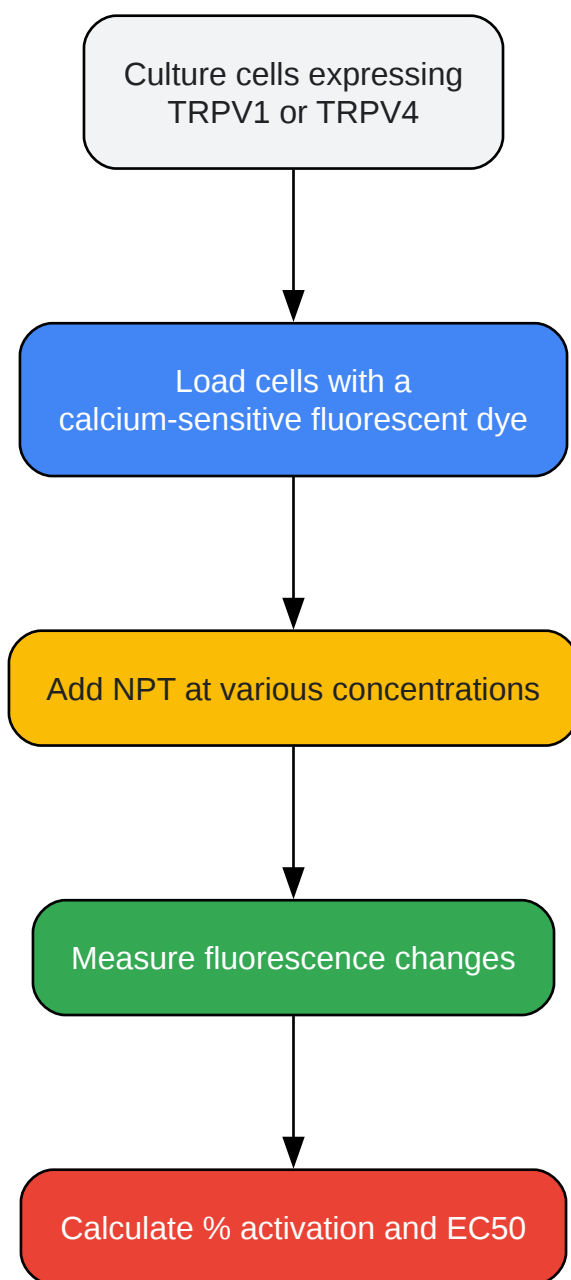 Culture cells expressing
TRPV1 or TRPV4
Load cells with a
calcium-sensitive fluorescent dye
Add NPT at various concentrations
Measure fluorescence changes
Calculate % activation and EC50